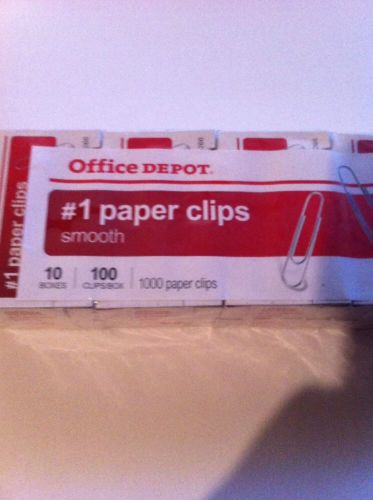 Office DEPOT.
#1 paper clips
smooth
10 BOXES
100 CLIPS/BOX
1000 paper clips
#1 paper clips